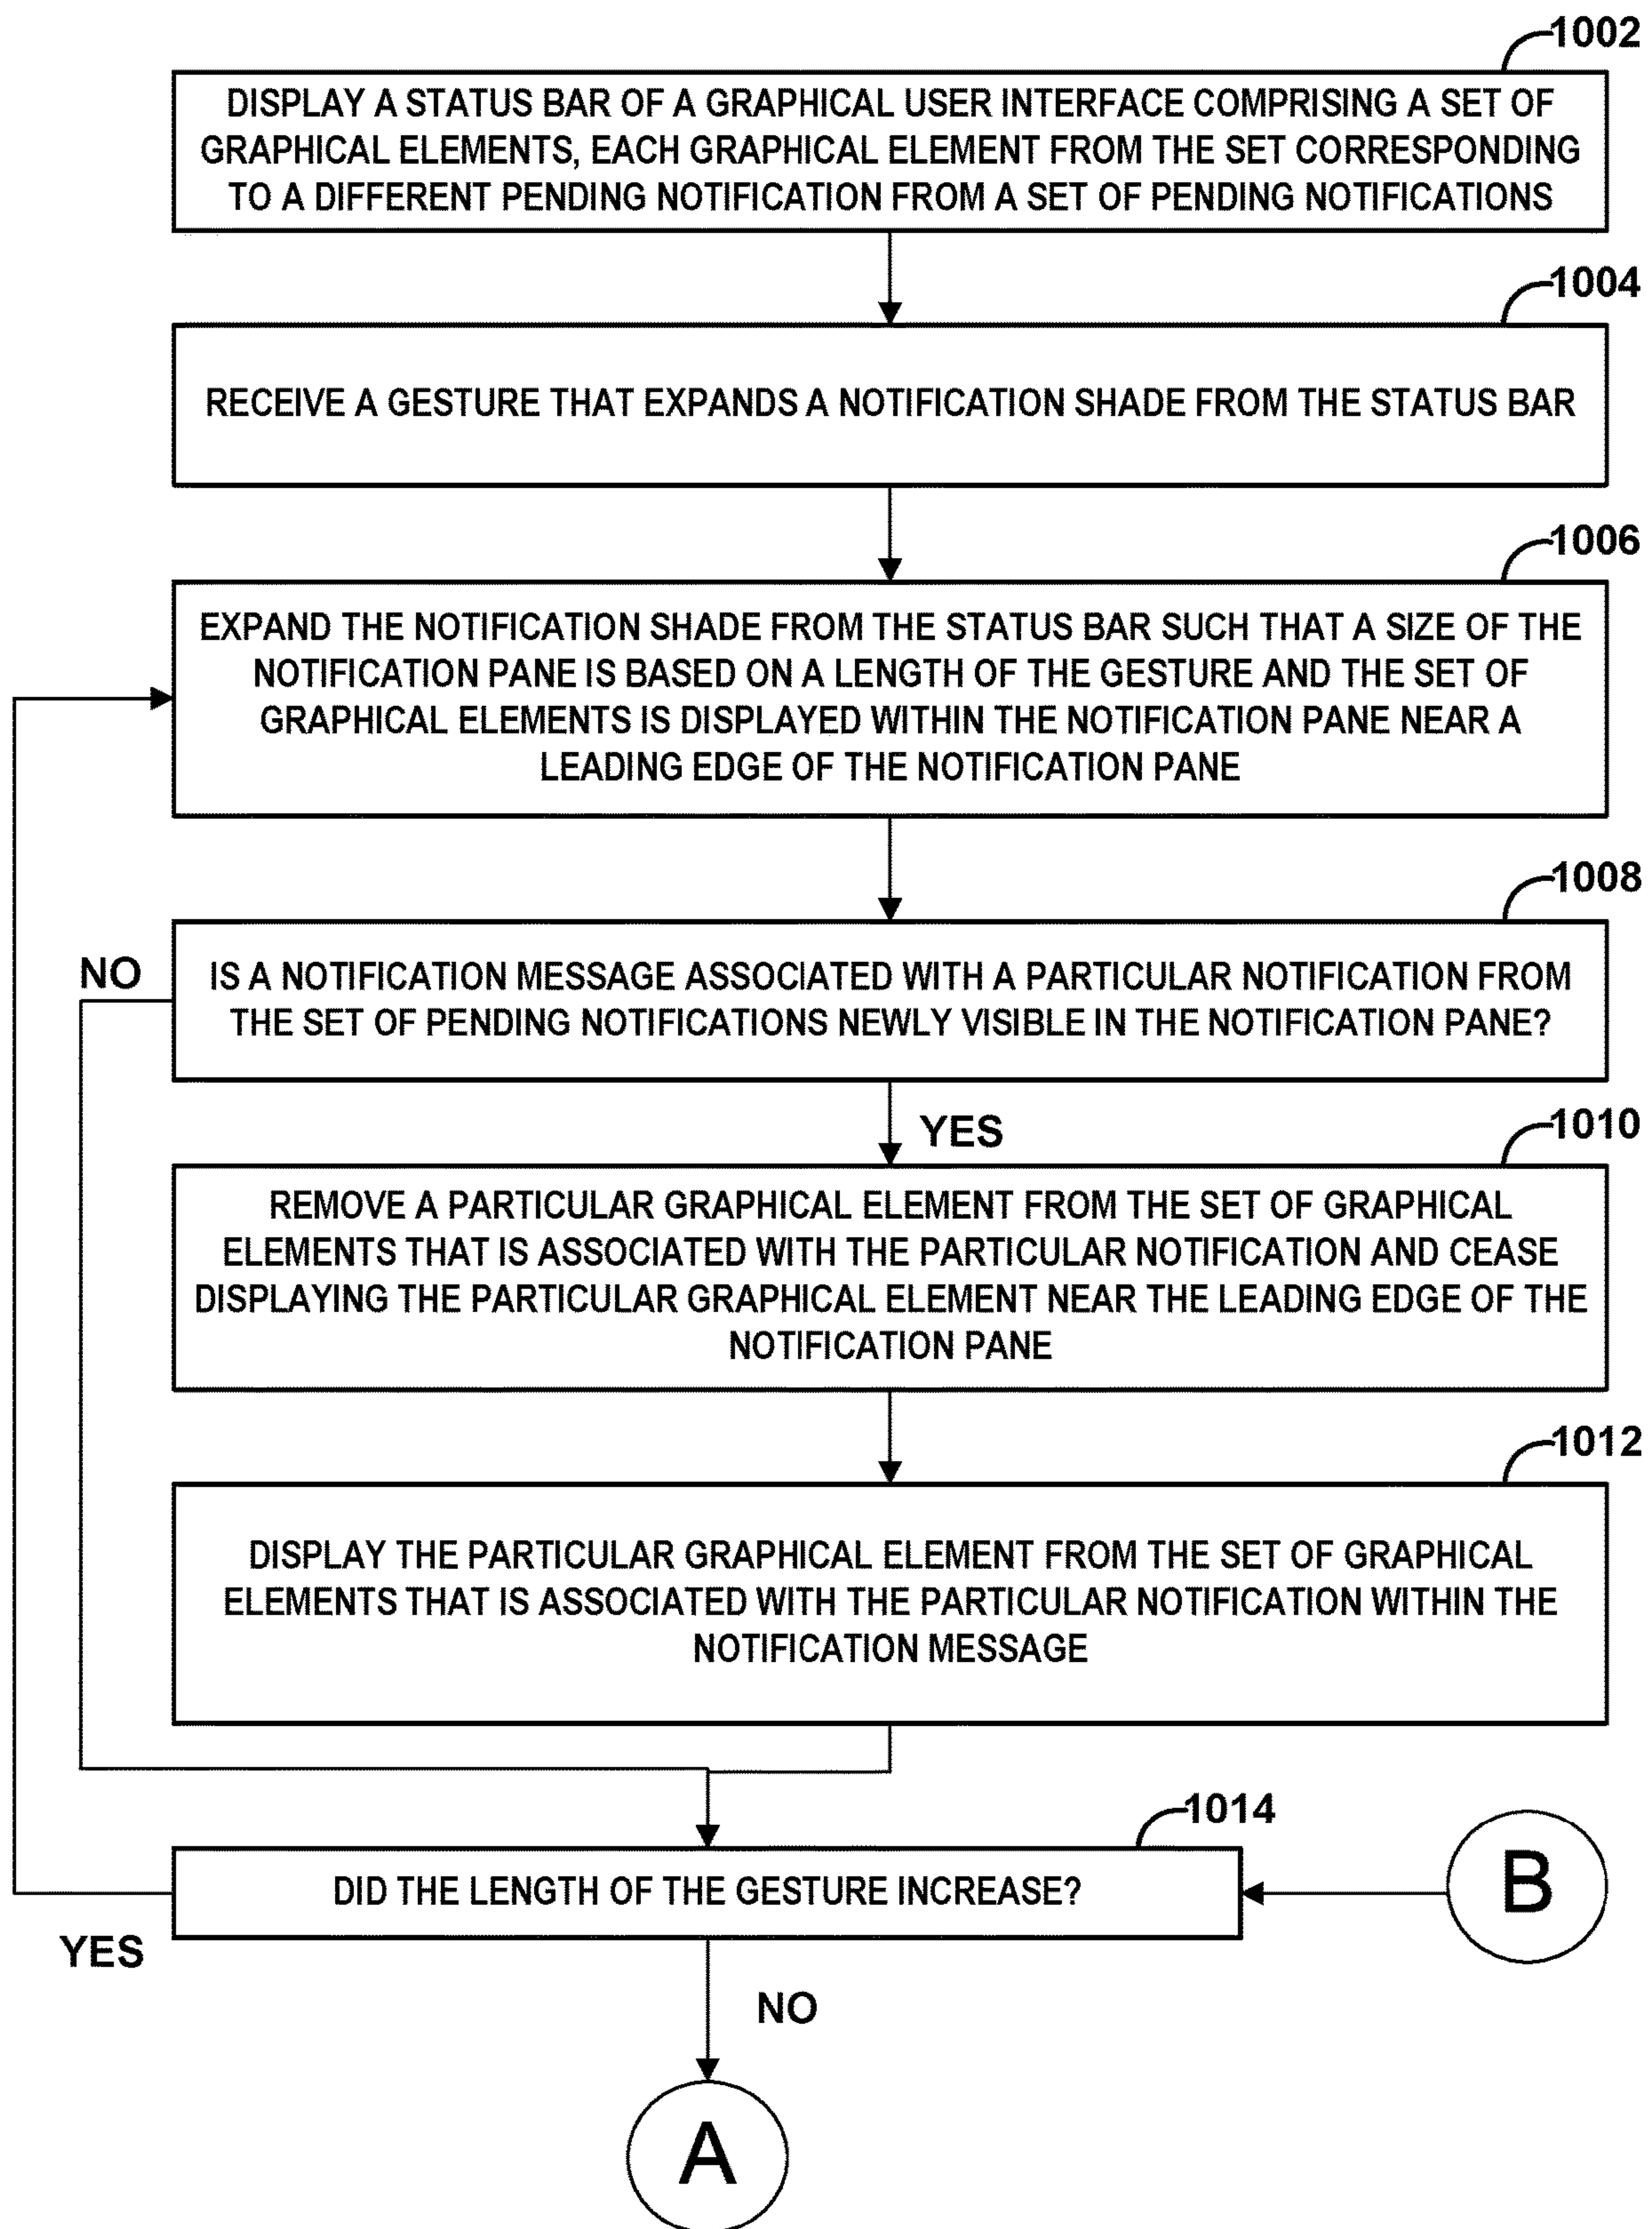 1002
DISPLAY A STATUS BAR OF A GRAPHICAL USER INTERFACE COMPRISING A SET OF
GRAPHICAL ELEMENTS, EACH GRAPHICAL ELEMENT FROM THE SET CORRESPONDING
TO A DIFFERENT PENDING NOTIFICATION FROM A SET OF PENDING NOTIFICATIONS
1004
RECEIVE A GESTURE THAT EXPANDS A NOTIFICATION SHADE FROM THE STATUS BAR
1006
EXPAND THE NOTIFICATION SHADE FROM THE STATUS BAR SUCH THAT A SIZE OF THE
NOTIFICATION PANE IS BASED ON A LENGTH OF THE GESTURE AND THE SET OF
GRAPHICAL ELEMENTS IS DISPLAYED WITHIN THE NOTIFICATION PANE NEAR A
LEADING EDGE OF THE NOTIFICATION PANE
1008
NO
IS A NOTIFICATION MESSAGE ASSOCIATED WITH A PARTICULAR NOTIFICATION FROM
THE SET OF PENDING NOTIFICATIONS NEWLY VISIBLE IN THE NOTIFICATION PANE?
YES
1010
REMOVE A PARTICULAR GRAPHICAL ELEMENT FROM THE SET OF GRAPHICAL
ELEMENTS THAT IS ASSOCIATED WITH THE PARTICULAR NOTIFICATION AND CEASE
DISPLAYING THE PARTICULAR GRAPHICAL ELEMENT NEAR THE LEADING EDGE OF THE
NOTIFICATION PANE
1012
DISPLAY THE PARTICULAR GRAPHICAL ELEMENT FROM THE SET OF GRAPHICAL
ELEMENTS THAT IS ASSOCIATED WITH THE PARTICULAR NOTIFICATION WITHIN THE
NOTIFICATION MESSAGE
1014
DID THE LENGTH OF THE GESTURE INCREASE?
B
YES
NO
A